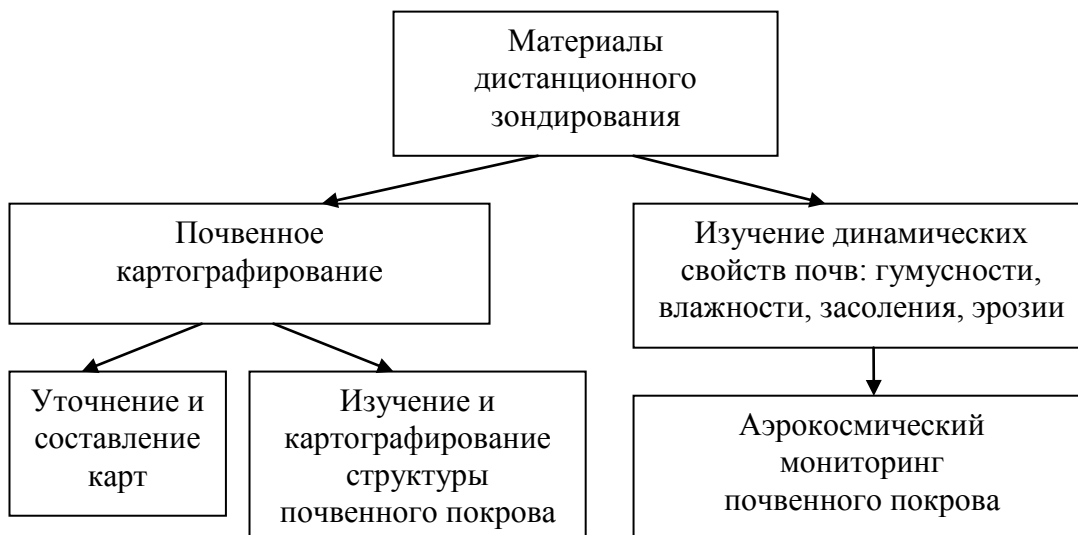 Материалы
дистанционного
зондирования
Почвенное
картографирование
Изучение динамических
свойств почв: гумусности,
влажности, засоления, эрозии
Уточнение и
составление
карт
Изучение и
картографирование
структуры
почвенного покрова
Аэрокосмический
мониторинг
почвенного покрова